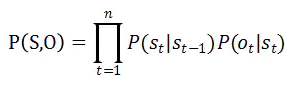 P(S,O) = ∏_{t=1}^{n} P(s_t|s_{t−1})P(o_t|s_t)